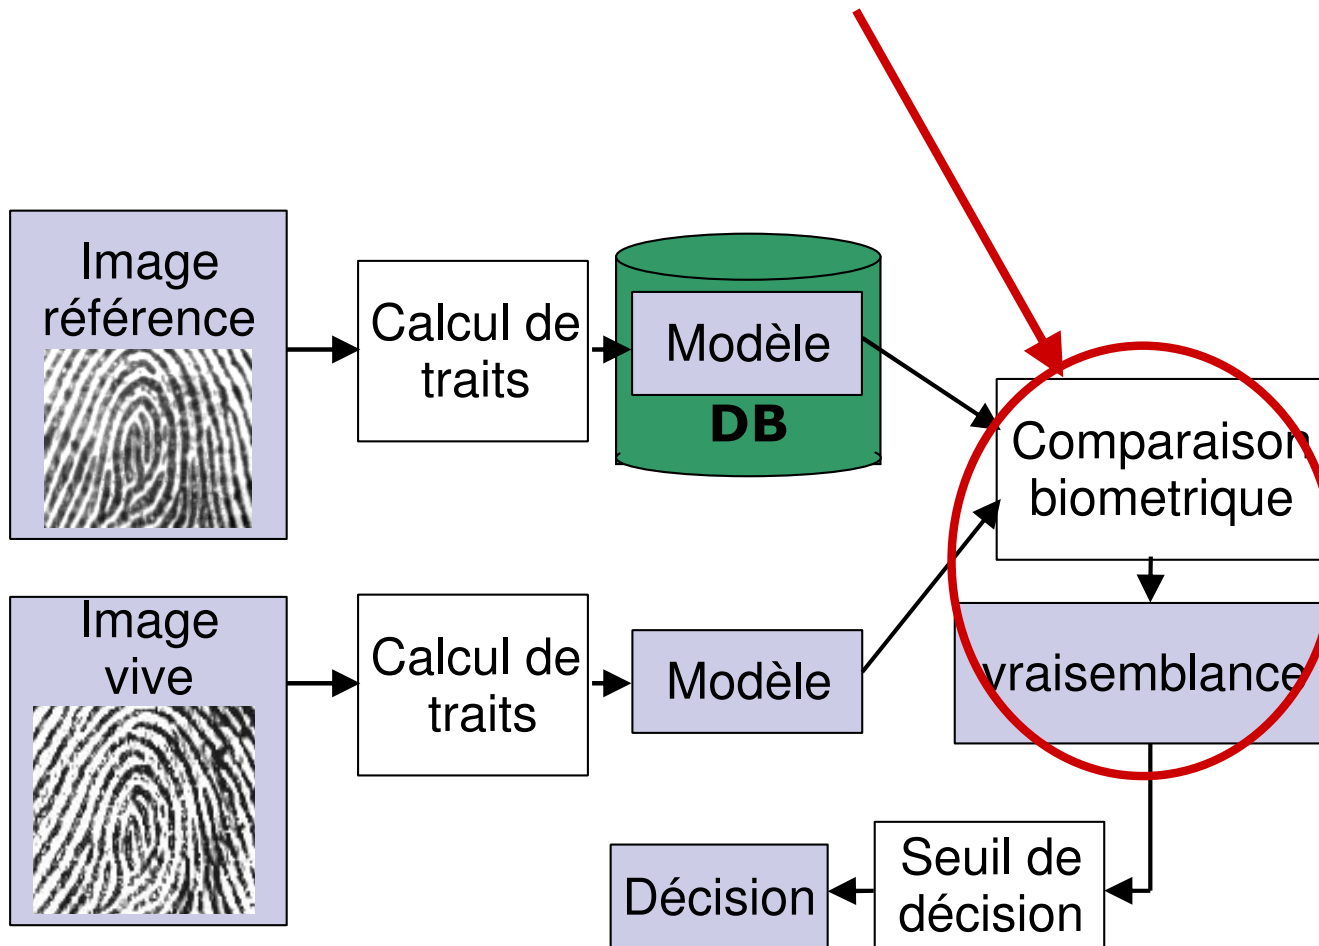 Image
référence
Calcul de
traits
Modèle
DB
Comparaison
biometrique
Image
vive
Calcul de
traits
Modèle
vraisemblance
Seuil de
décision
Décision